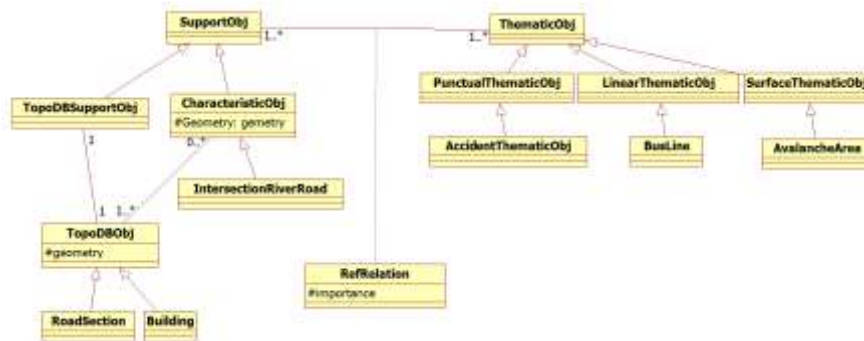 SupportObj
ThematicObj
1..*
1..*
PunctualThematicObj
LinearThematicObj
SurfaceThematicObj
TopoDBSupportObj
CharacteristicObj
#Geometry: gemetry
1
0..*
AccidentThematicObj
BusLine
AvalancheArea
IntersectionRiverRoad
1
1..*
TopoDBObj
#geometry
RefRelation
#importance
RoadSection
Building